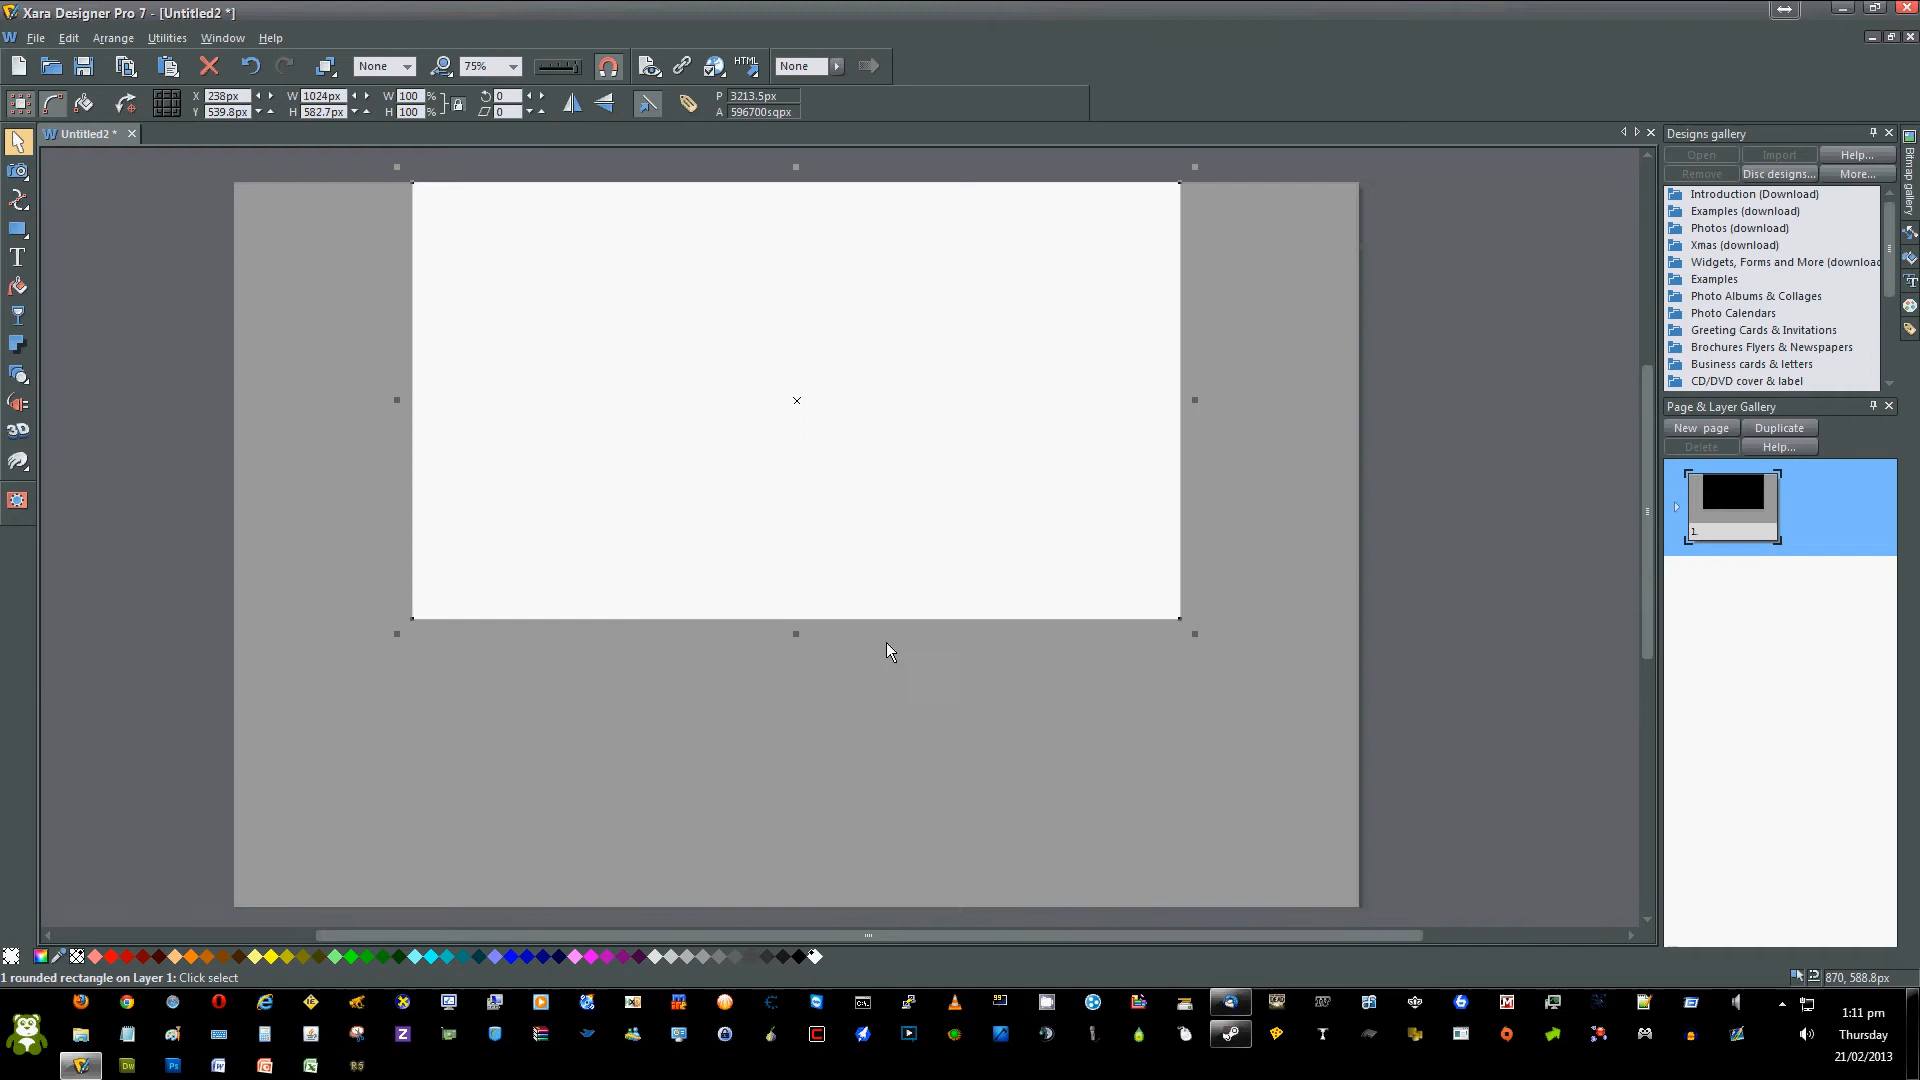 Xara Designer Pro 7 - [Untitled2 *]
File Edit Arrange Utilities Window Help
None 75% HTML None
X 238px W 1024px W 100 % 0 P 3213.5px
Y 539.8px H 582.7px H 100 % 0 A 596700sqpx
Untitled2 *
Designs gallery
Open Import Help...
Remove Disc designs... More...
Introduction (Download)
Examples (download)
Photos (download)
Xmas (download)
Widgets, Forms and More (download
Examples
Photo Albums & Collages
Photo Calendars
Greeting Cards & Invitations
Brochures Flyers & Newspapers
Business cards & letters
CD/DVD cover & label
Bitmap gallery
Page & Layer Gallery
New page Duplicate
Delete Help...
1.
3D
1 rounded rectangle on Layer 1: Click select
870, 588.8px
1:11 pm
Thursday
21/02/2013